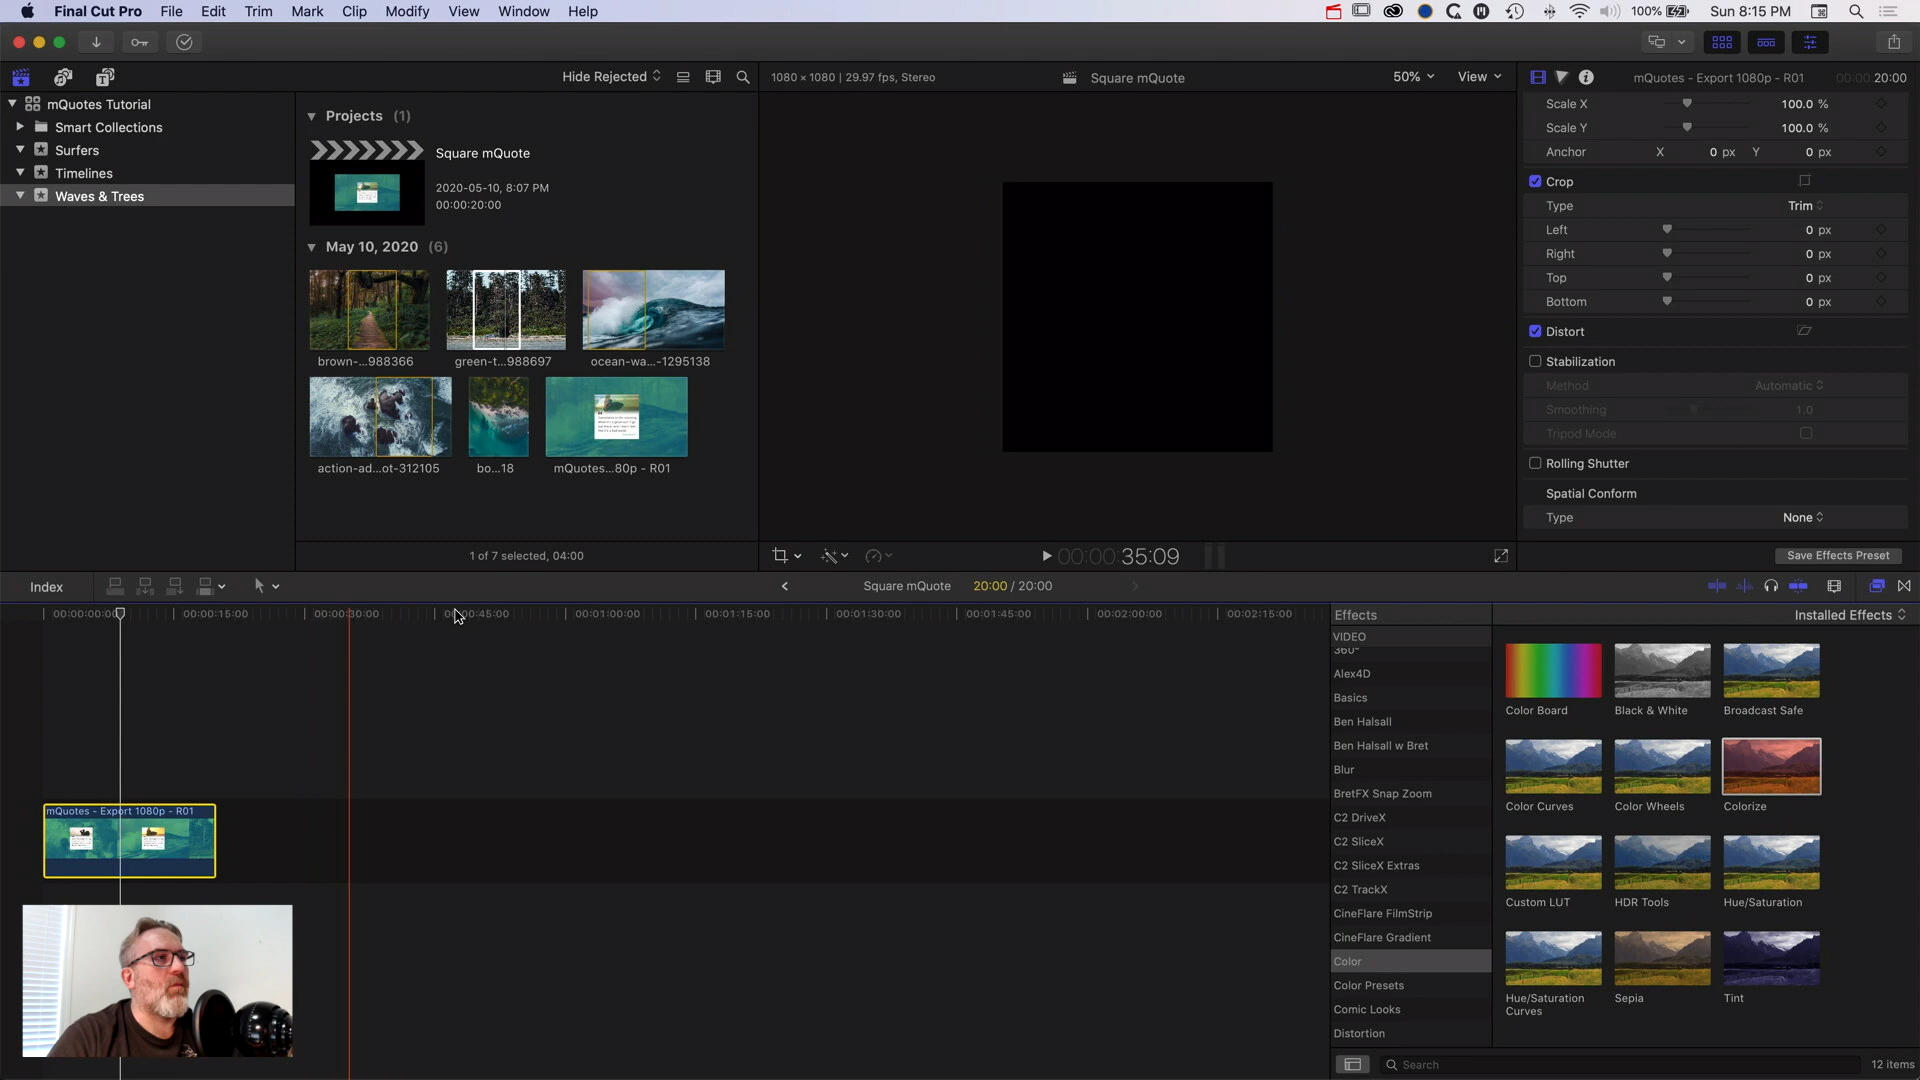 Final Cut Pro File Edit Trim Mark Clip Modify View Window Help 100% Sun 8:15 PM
Hide Rejected 1080 × 1080 | 29.97 fps, Stereo Square mQuote 50% View mQuotes - Export 1080p - R01 00:00:20:00
mQuotes Tutorial
Smart Collections
Surfers
Timelines
Waves & Trees
Projects (1)
Square mQuote
2020-05-10, 8:07 PM
00:00:20:00
May 10, 2020 (6)
brown-...988366 green-t...988697 ocean-wa...-1295138
action-ad...ot-312105 bo...18 mQuotes...80p - R01
1 of 7 selected, 04:00
00:00:35:09
Scale X 100.0 %
Scale Y 100.0 %
Anchor X 0 px Y 0 px
Crop
Type Trim
Left 0 px
Right 0 px
Top 0 px
Bottom 0 px
Distort
Stabilization
Method Automatic
Smoothing 1.0
Tripod Mode
Rolling Shutter
Spatial Conform
Type None
Save Effects Preset
Index Square mQuote 20:00 / 20:00
00:00:00:00 00:00:15:00 00:00:30:00 00:00:45:00 00:01:00:00 00:01:15:00 00:01:30:00 00:01:45:00 00:02:00:00 00:02:15:00
mQuotes - Export 1080p - R01
Effects Installed Effects
VIDEO
360°
Alex4D
Basics
Ben Halsall
Ben Halsall w Bret
Blur
BretFX Snap Zoom
C2 DriveX
C2 SliceX
C2 SliceX Extras
C2 TrackX
CineFlare FilmStrip
CineFlare Gradient
Color
Color Presets
Comic Looks
Distortion
Color Board Black & White Broadcast Safe
Color Curves Color Wheels Colorize
Custom LUT HDR Tools Hue/Saturation
Hue/Saturation Curves Sepia Tint
Search 12 items